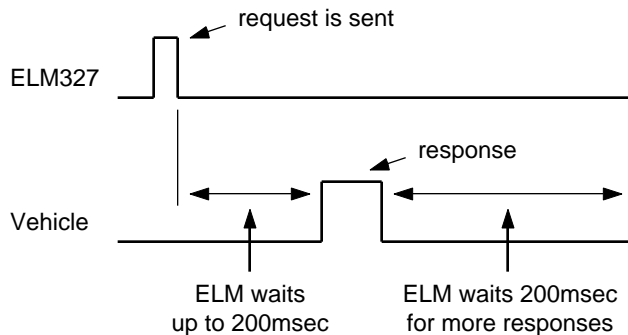 request is sent
ELM327
response
Vehicle
ELM waits
up to 200msec
ELM waits 200msec
for more responses